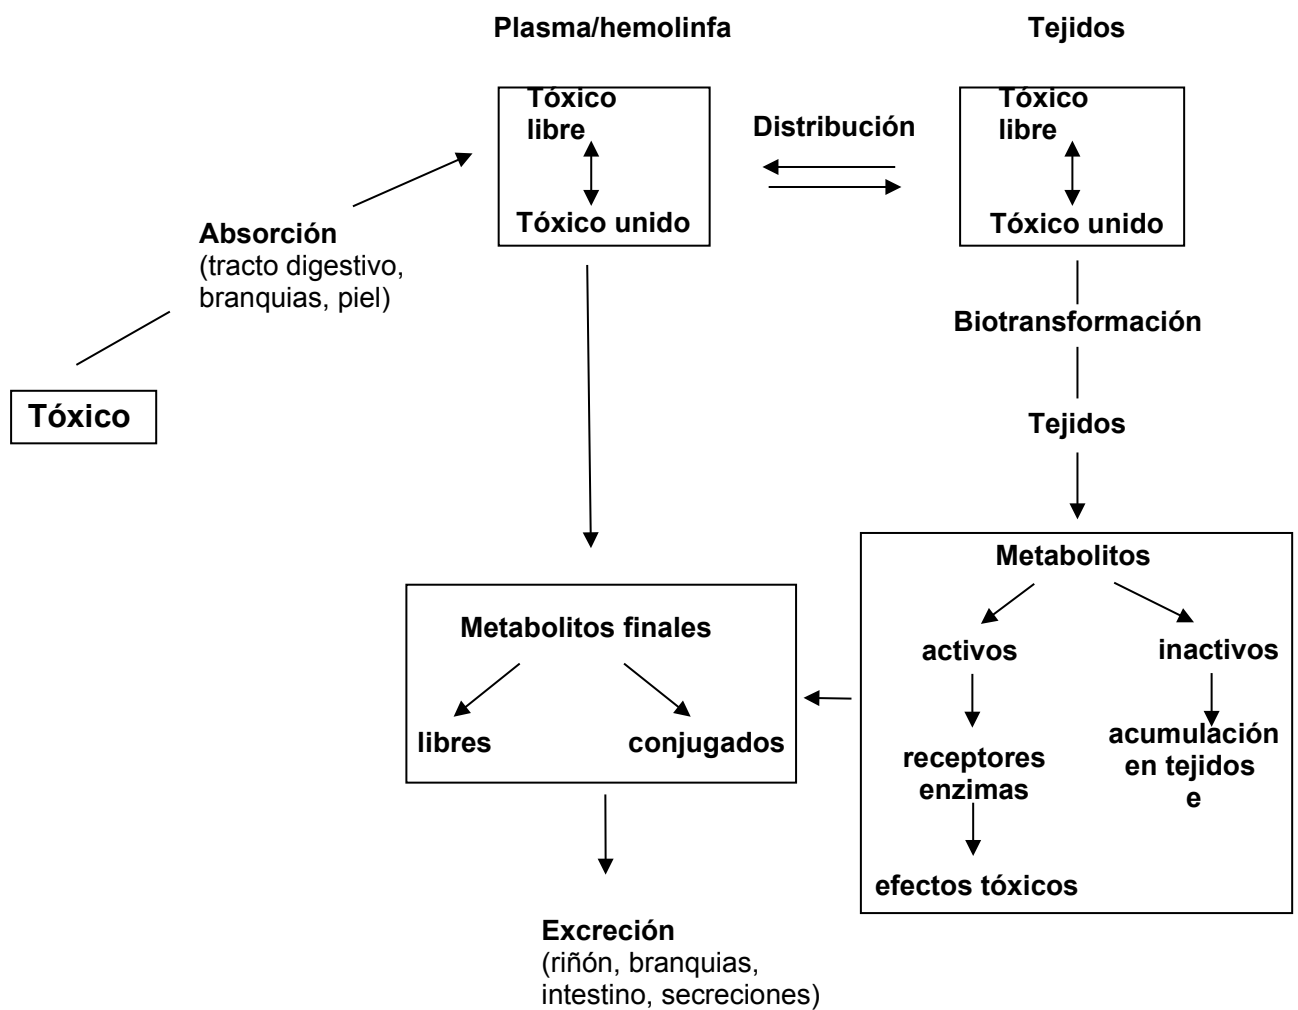 Plasma/hemolinfa
Tejidos
Tóxico
libre
Tóxico unido
Distribución
Tóxico
libre
Tóxico unido
Absorción
(tracto digestivo,
branquias, piel)
Tóxico
Biotransformación
Tejidos
Metabolitos
activos
inactivos
receptores
enzimas
efectos tóxicos
acumulación
en tejidos
e
Metabolitos finales
libres
conjugados
Excreción
(riñón, branquias,
intestino, secreciones)